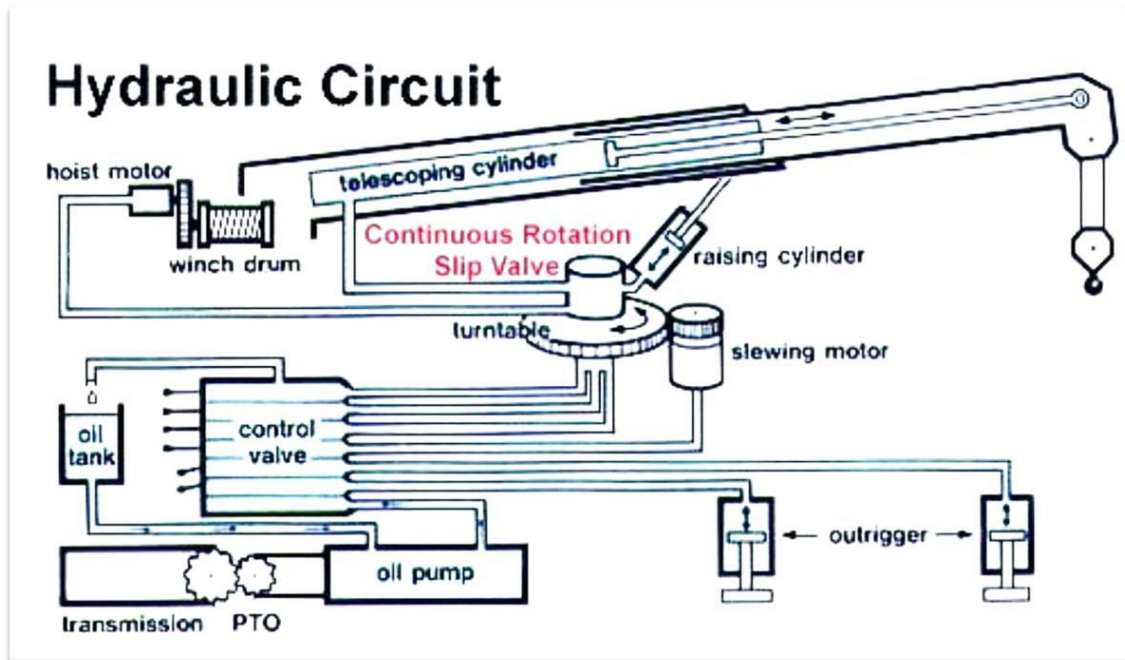 Hydraulic Circuit
hoist motor
telescoping cylinder
winch drum
Continuous Rotation
Slip Valve
raising cylinder
turntable
slewing motor
oil
tank
control
valve
outrigger
oil pump
transmission
PTO